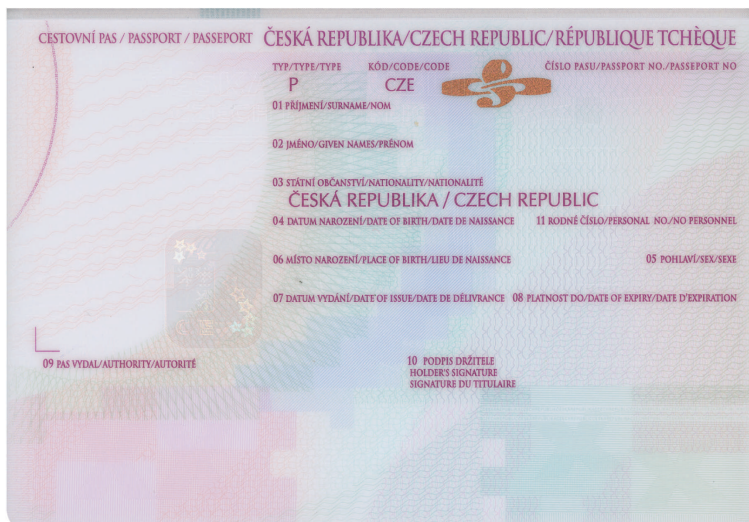 CESTOVNÍ PAS / PASSPORT / PASSEPORT ČESKÁ REPUBLIKA/CZECH REPUBLIC/RÉPUBLIQUE TCHÈQUE
TYP/TYPE/TYPE KÓD/CODE/CODE ČÍSLO PASU/PASSPORT NO./PASSEPORT NO
P CZE
01 PŘÍJMENÍ/SURNAME/NOM
02 JMÉNO/GIVEN NAMES/PRÉNOM
03 STÁTNÍ OBČANSTVÍ/NATIONALITY/NATIONALITÉ
ČESKÁ REPUBLIKA / CZECH REPUBLIC
04 DATUM NAROZENÍ/DATE OF BIRTH/DATE DE NAISSANCE 11 RODNÉ ČÍSLO/PERSONAL NO./NO PERSONNEL
06 MÍSTO NAROZENÍ/PLACE OF BIRTH/LIEU DE NAISSANCE 05 POHLAVÍ/SEX/SEXE
07 DATUM VYDÁNÍ/DATE OF ISSUE/DATE DE DÉLIVRANCE 08 PLATNOST DO/DATE OF EXPIRY/DATE D'EXPIRATION
09 PAS VYDAL/AUTHORITY/AUTORITÉ 10 PODPIS DRŽITELE
HOLDER'S SIGNATURE
SIGNATURE DU TITULAIRE